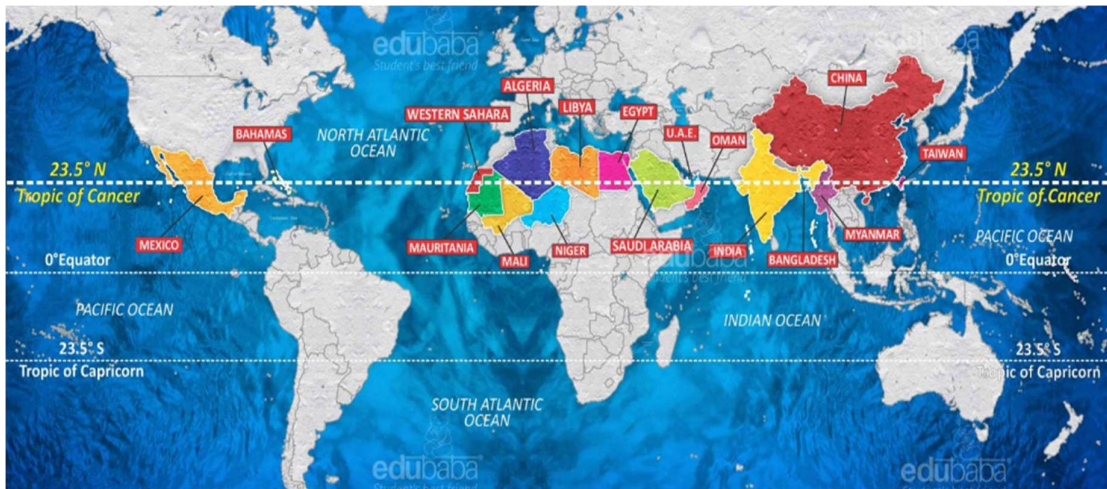 edubaba
Student's best friend
CHINA
ALGERIA
WESTERN SAHARA
LIBYA
EGYPT
BAHAMAS
NORTH ATLANTIC
OCEAN
U.A.E.
OMAN
TAIWAN
23.5° N
Tropic of Cancer
23.5° N
Tropic of Cancer
MEXICO
MAURITANIA
MALI
NIGER
SAUDI ARABIA
INDIA
BANGLADESH
MYANMAR
PACIFIC OCEAN
0°Equator
0°Equator
PACIFIC OCEAN
INDIAN OCEAN
23.5° S
Tropic of Capricorn
23.5° S
Tropic of Capricorn
SOUTH ATLANTIC
OCEAN
edubaba
Student's best friend
edubaba